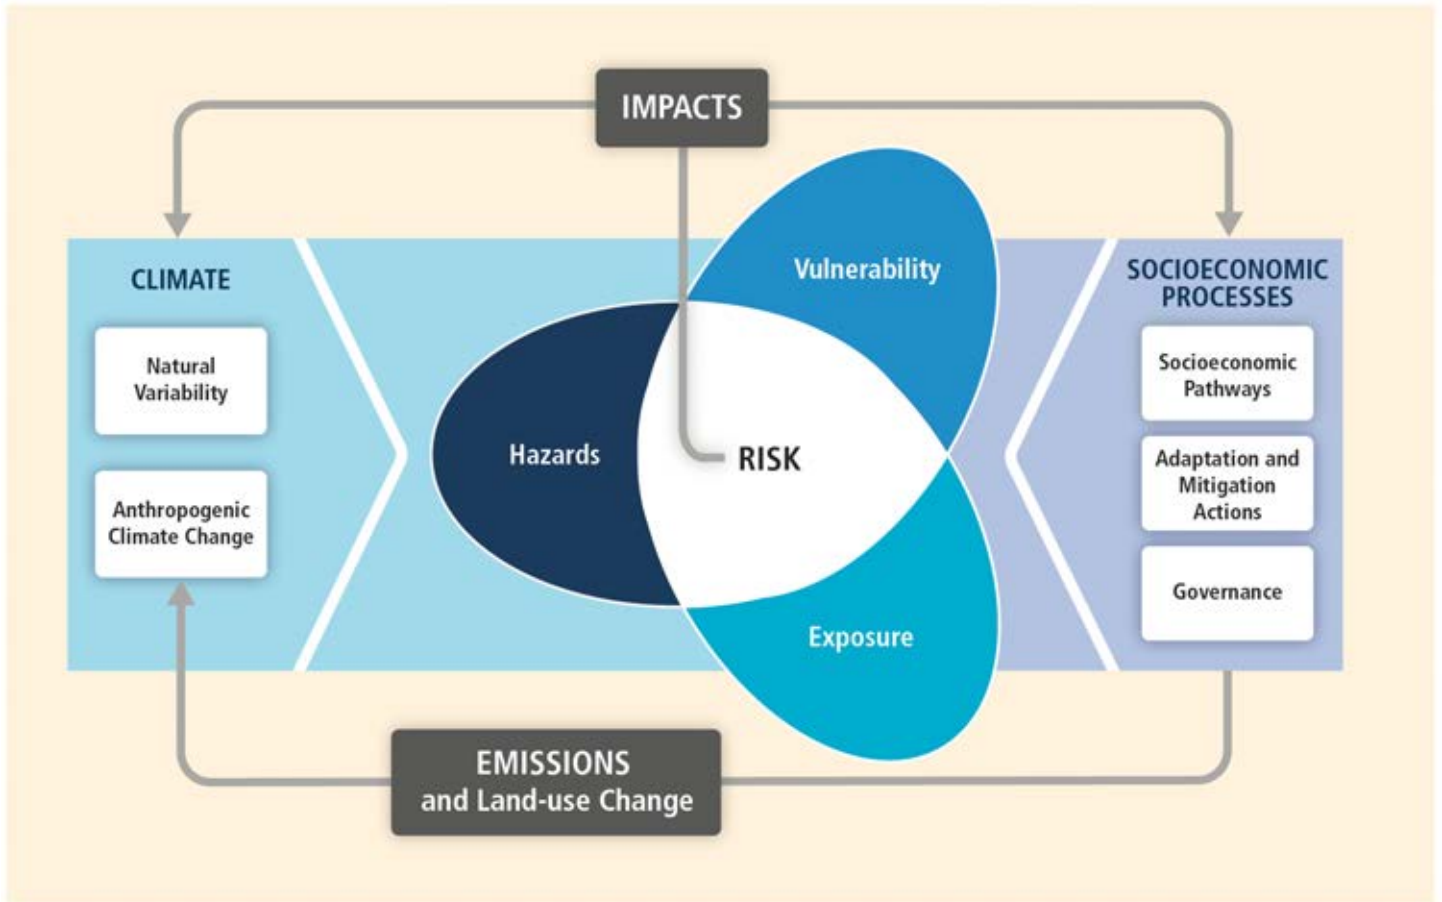 IMPACTS
CLIMATE
Natural
Variability
Anthropogenic
Climate Change
Vulnerability
Hazards
RISK
Exposure
SOCIOECONOMIC
PROCESSES
Socioeconomic
Pathways
Adaptation and
Mitigation
Actions
Governance
EMISSIONS
and Land-use Change